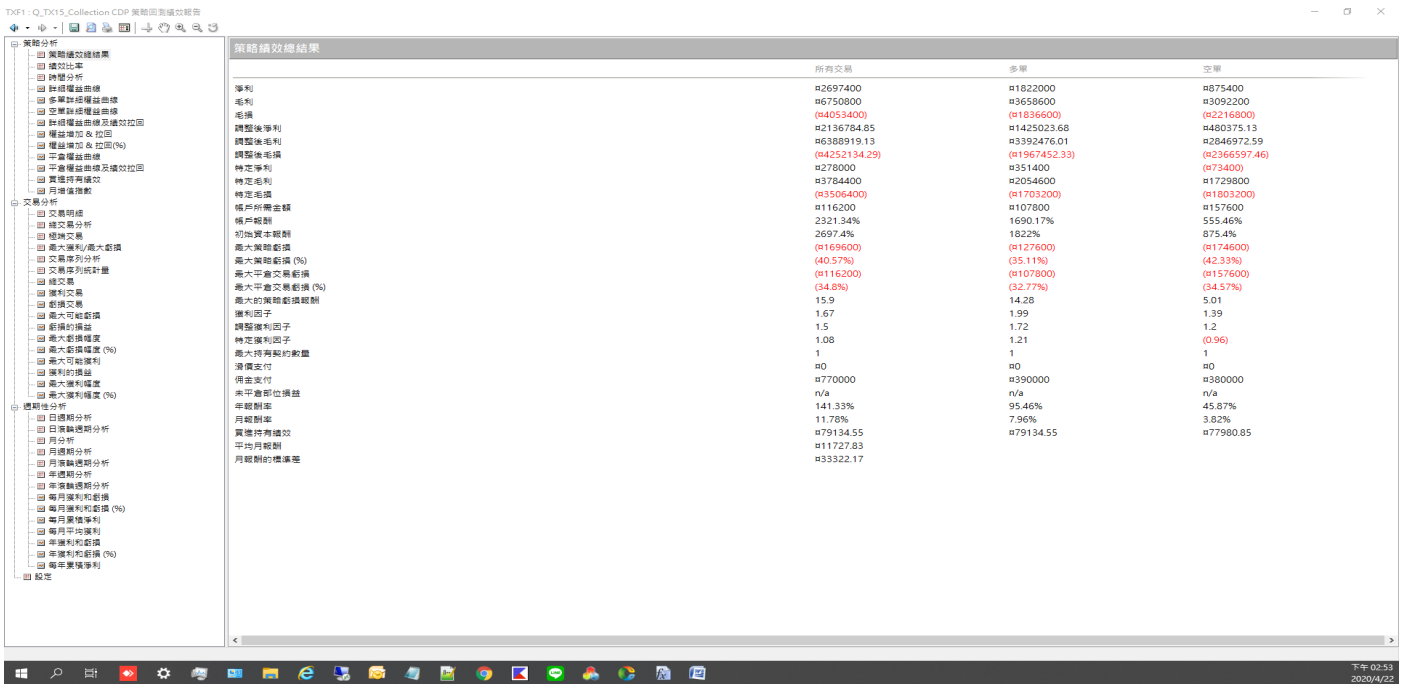 TXF1 : Q_TX15_Collection CDP 策略回測績效報告
策略分析
策略績效總結果
績效比率
時間分析
詳細權益曲線
多單詳細權益曲線
空單詳細權益曲線
詳細權益曲線及績效拉回
權益增加 & 拉回
權益增加 & 拉回(%)
平倉權益曲線
平倉權益曲線及績效拉回
買進持有績效
月增值指數
交易分析
交易明細
總交易分析
極端交易
最大獲利/最大虧損
交易序列分析
交易序列統計量
總交易
獲利交易
虧損交易
最大可能虧損
虧損的損益
最大虧損幅度
最大虧損幅度 (%)
最大可能獲利
獲利的損益
最大獲利幅度
最大獲利幅度 (%)
週期性分析
日週期分析
日滾輪週期分析
月分析
月週期分析
月滾輪週期分析
年週期分析
年滾輪週期分析
每月獲利和虧損
每月獲利和虧損 (%)
每月累積淨利
每月平均獲利
年獲利和虧損
年獲利和虧損 (%)
每年累積淨利
設定
策略績效總結果
所有交易 多單 空單
淨利 ¤2697400 ¤1822000 ¤875400
毛利 ¤6750800 ¤3658600 ¤3092200
毛損 (¤4053400) (¤1836600) (¤2216800)
調整後淨利 ¤2136784.85 ¤1425023.68 ¤480375.13
調整後毛利 ¤6388919.13 ¤3392476.01 ¤2846972.59
調整後毛損 (¤4252134.29) (¤1967452.33) (¤2366597.46)
特定淨利 ¤278000 ¤351400 (¤73400)
特定毛利 ¤3784400 ¤2054600 ¤1729800
特定毛損 (¤3506400) (¤1703200) (¤1803200)
帳戶所需金額 ¤116200 ¤107800 ¤157600
帳戶報酬 2321.34% 1690.17% 555.46%
初始資本報酬 2697.4% 1822% 875.4%
最大策略虧損 (¤169600) (¤127600) (¤174600)
最大策略虧損 (%) (40.57%) (35.11%) (42.33%)
最大平倉交易虧損 (¤116200) (¤107800) (¤157600)
最大平倉交易虧損 (%) (34.8%) (32.77%) (34.57%)
最大的策略虧損報酬 15.9 14.28 5.01
獲利因子 1.67 1.99 1.39
調整獲利因子 1.5 1.72 1.2
特定獲利因子 1.08 1.21 (0.96)
最大持有契約數量 1 1 1
滑價支付 ¤0 ¤0 ¤0
佣金支付 ¤770000 ¤390000 ¤380000
未平倉部位損益 n/a n/a n/a
年報酬率 141.33% 95.46% 45.87%
月報酬率 11.78% 7.96% 3.82%
買進持有績效 ¤79134.55 ¤79134.55 ¤77980.85
平均月報酬 ¤11727.83
月報酬的標準差 ¤33322.17
下午 02:53
2020/4/22